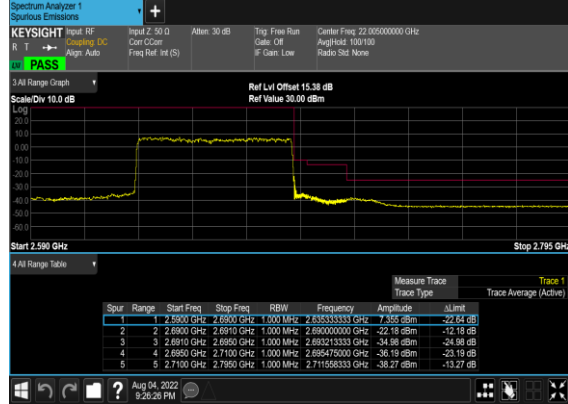 Spectrum Analyzer 1
Spurious Emissions
KEYSIGHT Input: RF Input Z: 50 Ω Atten: 30 dB Trig: Free Run Center Freq: 22.005000000 GHz
R T Coupling: DC Corr CCorr Gate: Off Avg|Hold: 100/100
Align: Auto Freq Ref: Int (S) IF Gain: Low Radio Std: None
PASS
3 All Range Graph
Ref Lvl Offset 15.38 dB
Scale/Div 10.0 dB Ref Value 30.00 dBm
Log
20.0
10.0
0.00
-10.0
-20.0
-30.0
-40.0
-50.0
-60.0
Start 2.590 GHz Stop 2.795 GHz
4 All Range Table
Measure Trace Trace 1
Trace Type Trace Average (Active)
Spur Range Start Freq Stop Freq RBW Frequency Amplitude ΔLimit
1 1 2.5900 GHz 2.6900 GHz 1.000 MHz 2.635333333 GHz 7.355 dBm -22.64 dB
2 2 2.6900 GHz 2.6910 GHz 1.000 MHz 2.690000000 GHz -22.18 dBm -12.18 dB
3 3 2.6910 GHz 2.6950 GHz 1.000 MHz 2.693213333 GHz -34.98 dBm -24.98 dB
4 4 2.6950 GHz 2.7100 GHz 1.000 MHz 2.695475000 GHz -36.19 dBm -23.19 dB
5 5 2.7100 GHz 2.7950 GHz 1.000 MHz 2.711558333 GHz -38.27 dBm -13.27 dB
? Aug 04, 2022
9:26:26 PM